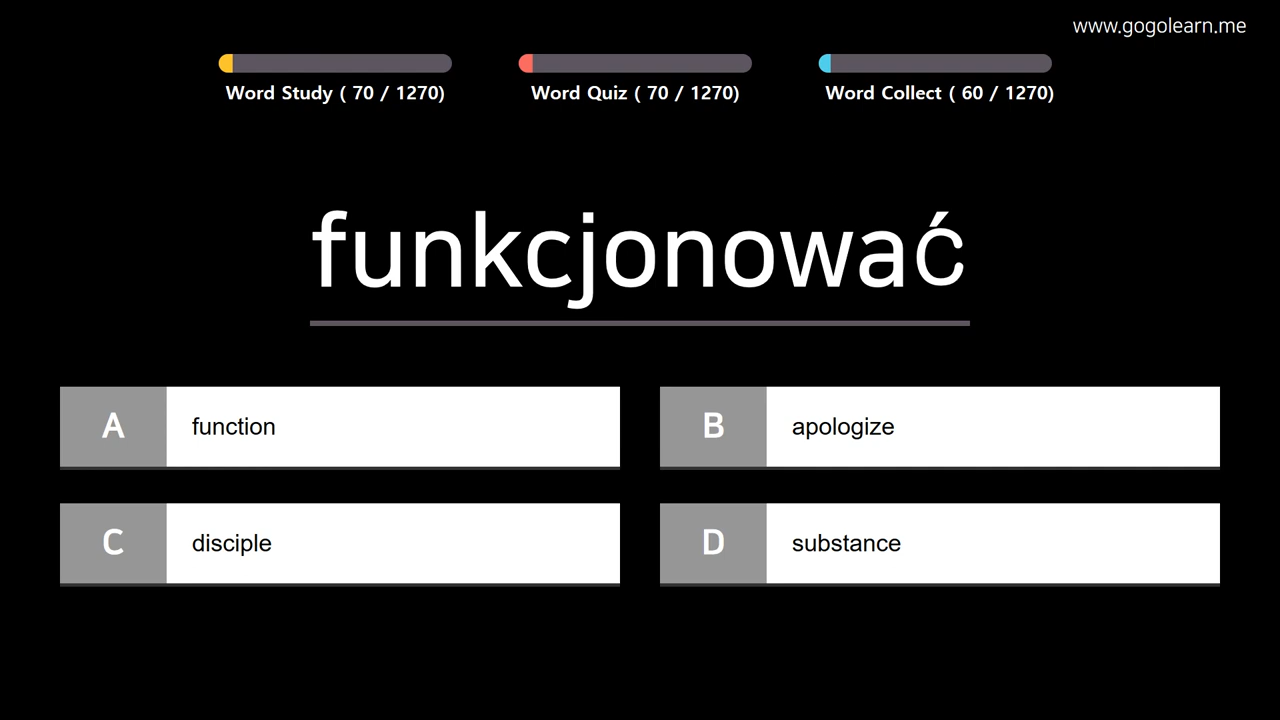 www.gogolearn.me
Word Study ( 70 / 1270)
Word Quiz ( 70 / 1270)
Word Collect ( 60 / 1270)
funkcjonować
A function
B apologize
C disciple
D substance